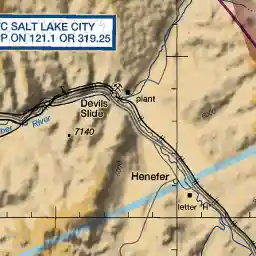 C SALT LAKE CITY
P ON 121.1 OR 319.25
plant
Devils
Slide
River
7140
Henefer
letter "H"